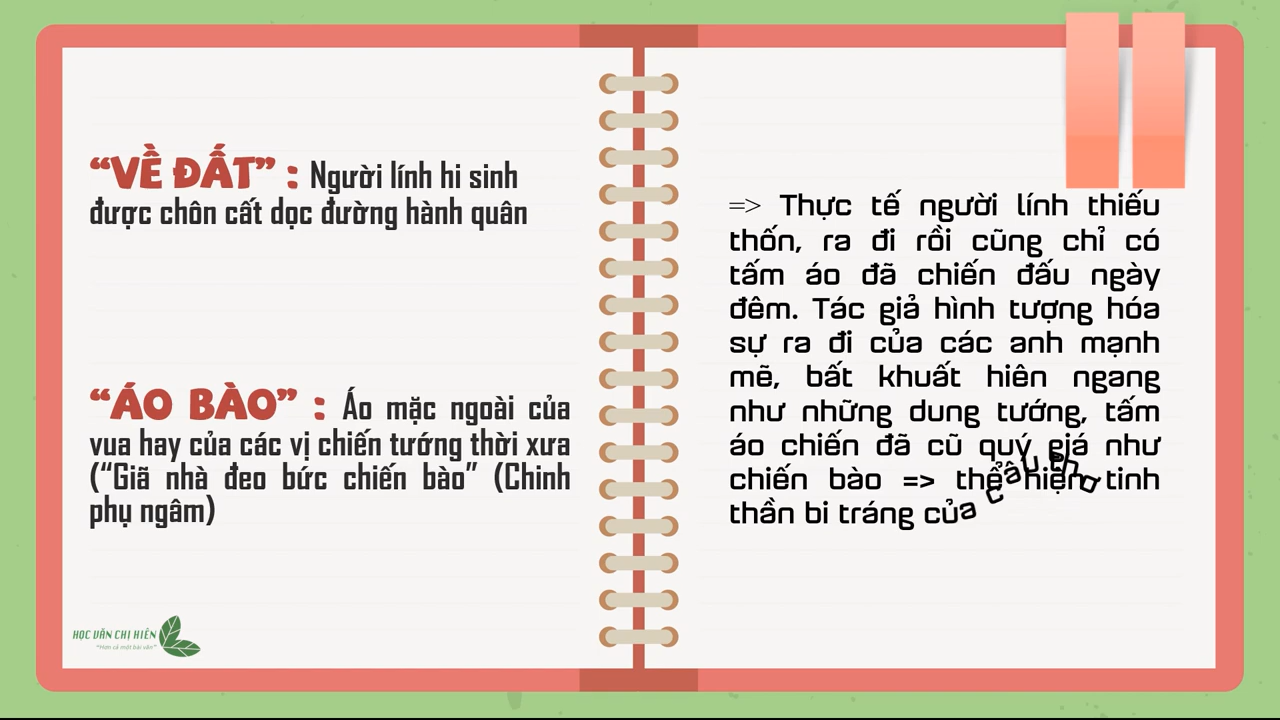 “VỀ ĐẤT” : Người lính hi sinh
được chôn cất dọc đường hành quân
“ÁO BÀO” : Áo mặc ngoài của
vua hay của các vị chiến tướng thời xưa
(“Giã nhà đeo bức chiến bào” (Chinh
phụ ngâm)
HỌC VĂN CHỊ HIÊN
“Hơn cả một bài văn”
=> Thực tế người lính thiếu
thốn, ra đi rồi cũng chỉ có
tấm áo đã chiến đấu ngày
đêm. Tác giả hình tượng hóa
sự ra đi của các anh mạnh
mẽ, bất khuất hiên ngang
như những dung tướng, tấm
áo chiến đã cũ quý giá như
chiến bào => thể hiện tinh
thần bi tráng của câu thơ